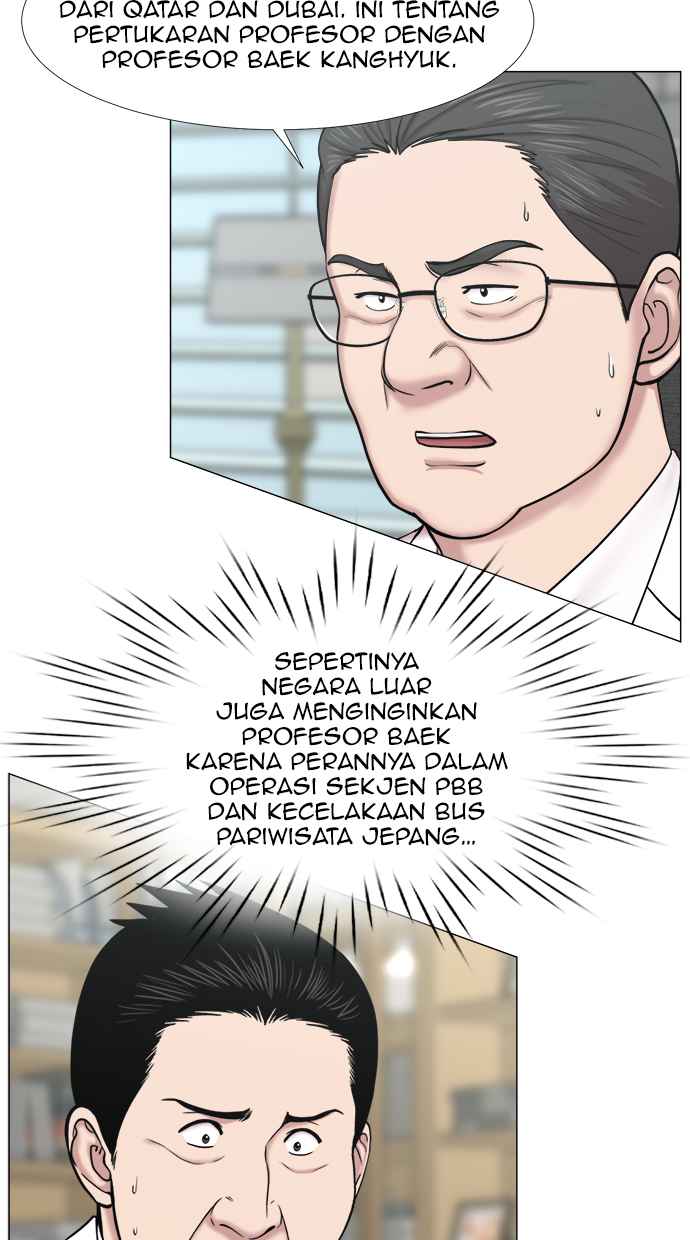 DARI QATAR DAN DUBAI. INI TENTANG
PERTUKARAN PROFESOR DENGAN
PROFESOR BAEK KANGHYUK.
SEPERTINYA
NEGARA LUAR
JUGA MENGINGINKAN
PROFESOR BAEK
KARENA PERANNYA DALAM
OPERASI SEKJEN PBB
DAN KECELAKAAN BUS
PARIWISATA JEPANG...